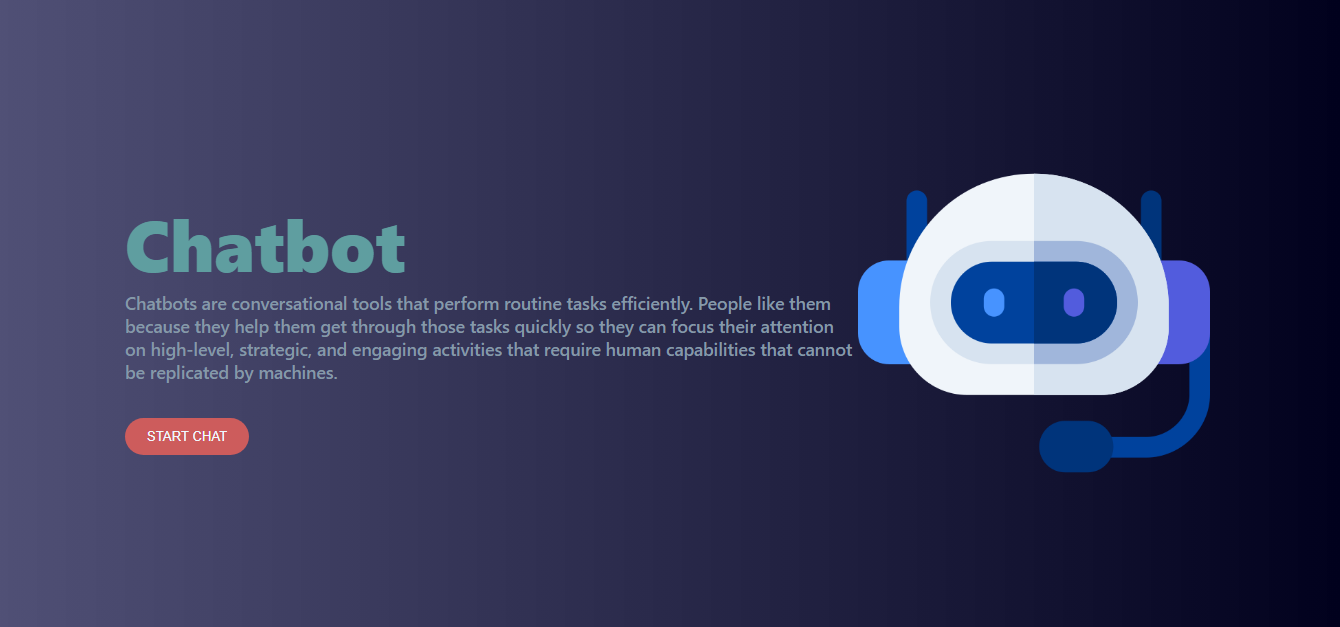 Chatbot
Chatbots are conversational tools that perform routine tasks efficiently. People like them
because they help them get through those tasks quickly so they can focus their attention
on high-level, strategic, and engaging activities that require human capabilities that cannot
be replicated by machines.
START CHAT